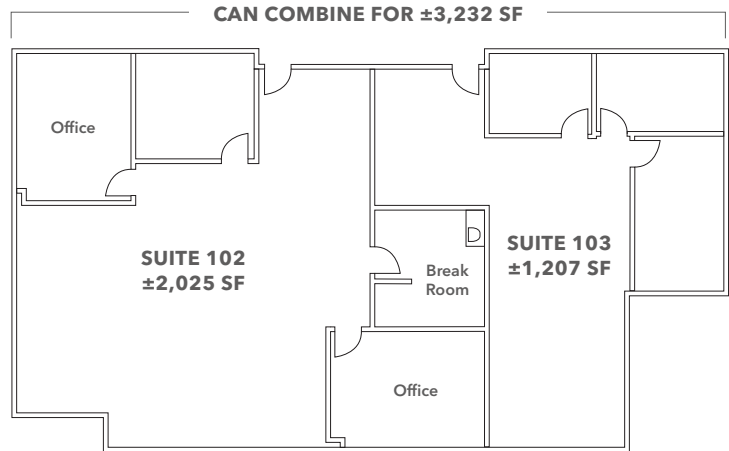 CAN COMBINE FOR ±3,232 SF
Office
SUITE 102
±2,025 SF
Break
Room
SUITE 103
±1,207 SF
Office